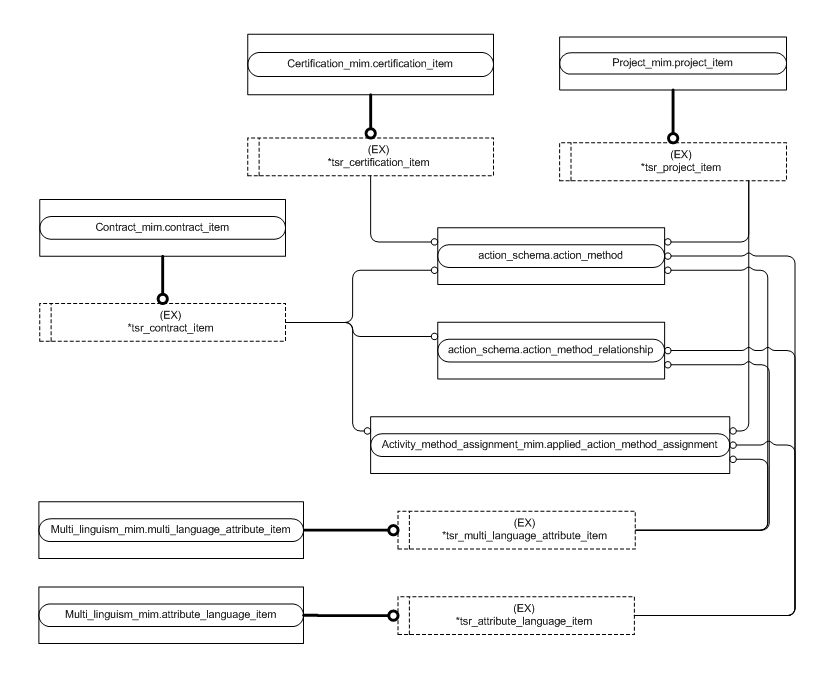 Certification_mim.certification_item
Project_mim.project_item
(EX)
*tsr_certification_item
(EX)
*tsr_project_item
Contract_mim.contract_item
action_schema.action_method
(EX)
*tsr_contract_item
action_schema.action_method_relationship
Activity_method_assignment_mim.applied_action_method_assignment
Multi_linguism_mim.multi_language_attribute_item
(EX)
*tsr_multi_language_attribute_item
Multi_linguism_mim.attribute_language_item
(EX)
*tsr_attribute_language_item